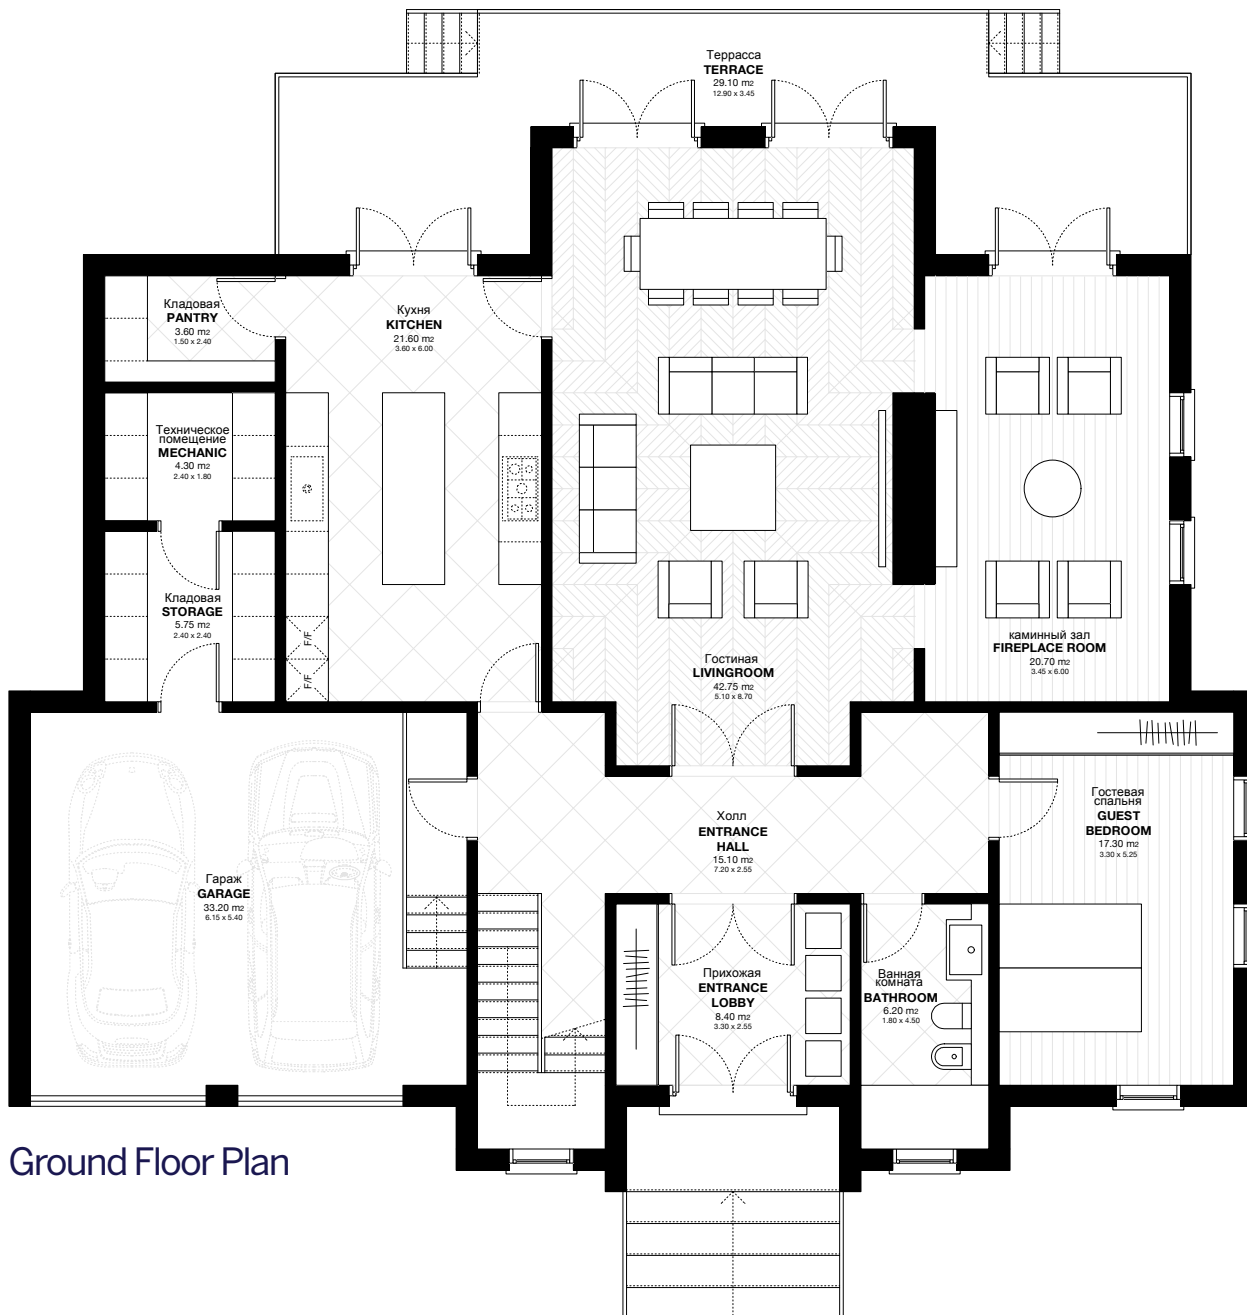 Терраса
TERRACE
29.10 m2
12.90 x 3.45
Кладовая
PANTRY
3.60 m2
1.50 x 2.40
Кухня
KITCHEN
21.60 m2
3.60 x 6.00
Техническое
помещение
MECHANIC
4.30 m2
2.40 x 1.80
Кладовая
STORAGE
5.75 m2
2.40 x 2.40
F/F
F/F
Гостиная
LIVINGROOM
42.75 m2
5.10 x 8.70
каминный зал
FIREPLACE ROOM
20.70 m2
3.45 x 6.00
Гараж
GARAGE
33.20 m2
6.15 x 5.40
Холл
ENTRANCE
HALL
15.10 m2
7.20 x 2.55
Гостевая
спальня
GUEST
BEDROOM
17.30 m2
3.30 x 5.25
Прихожая
ENTRANCE
LOBBY
8.40 m2
3.30 x 2.55
Ванная
комната
BATHROOM
6.20 m2
1.80 x 4.50
Ground Floor Plan